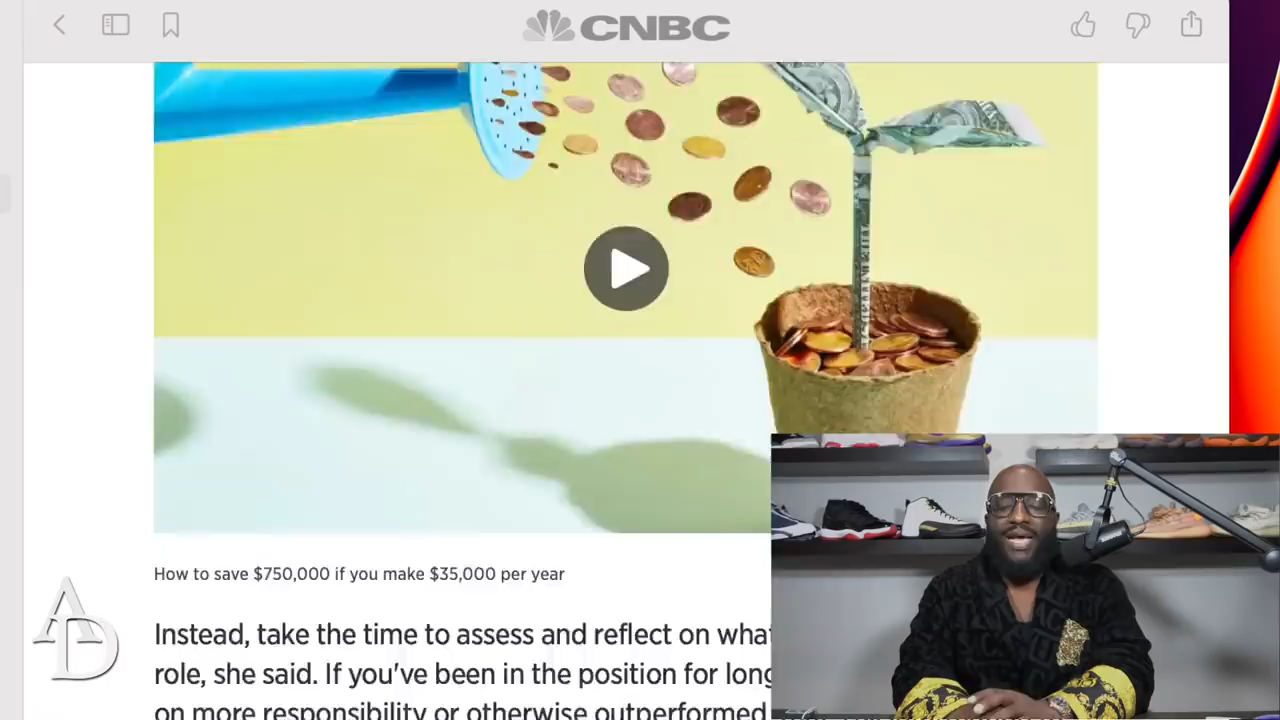 CNBC
How to save $750,000 if you make $35,000 per year
AD
Instead, take the time to assess and reflect on what
role, she said. If you've been in the position for long
on more responsibility or otherwise outperformed